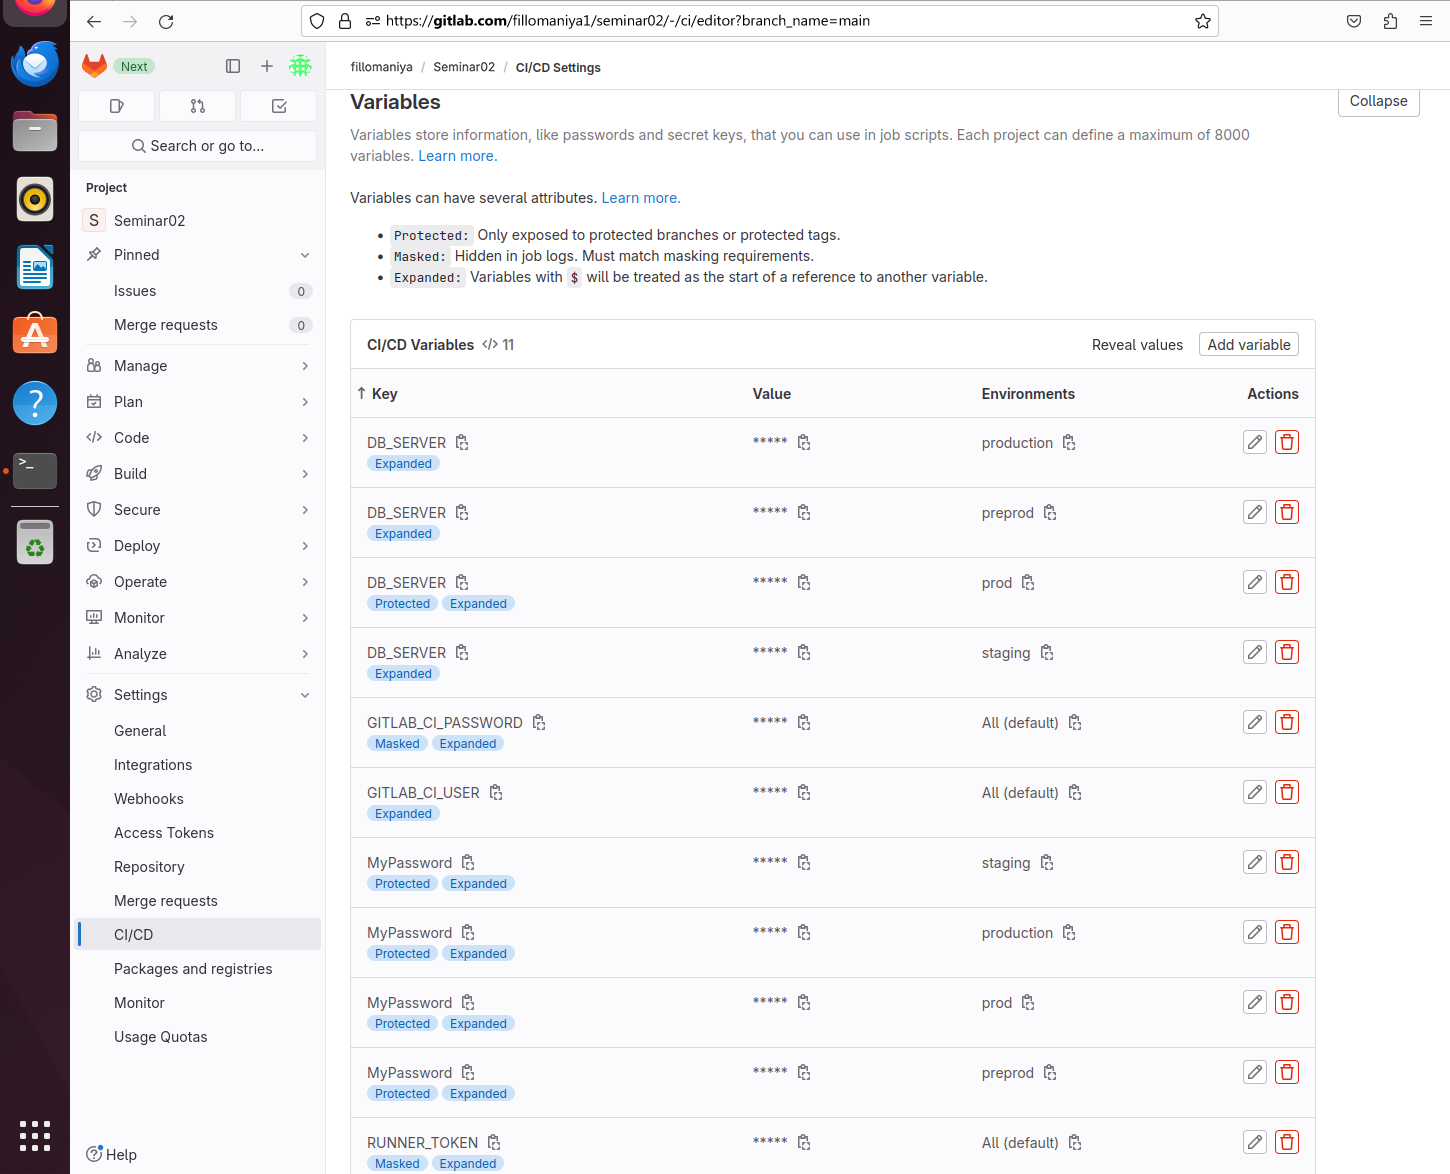 https://gitlab.com/fillomaniya1/seminar02/-/ci/editor?branch_name=main
Next
Search or go to...
Project
S Seminar02
Pinned
Issues 0
Merge requests 0
Manage
Plan
Code
Build
Secure
Deploy
Operate
Monitor
Analyze
Settings
General
Integrations
Webhooks
Access Tokens
Repository
Merge requests
CI/CD
Packages and registries
Monitor
Usage Quotas
Help
fillomaniya / Seminar02 / CI/CD Settings
Variables
Collapse
Variables store information, like passwords and secret keys, that you can use in job scripts. Each project can define a maximum of 8000
variables. Learn more.
Variables can have several attributes. Learn more.
• Protected: Only exposed to protected branches or protected tags.
• Masked: Hidden in job logs. Must match masking requirements.
• Expanded: Variables with $ will be treated as the start of a reference to another variable.
CI/CD Variables </> 11 Reveal values Add variable
↑ Key Value Environments Actions
DB_SERVER ***** production
Expanded
DB_SERVER ***** preprod
Expanded
DB_SERVER ***** prod
Protected Expanded
DB_SERVER ***** staging
Expanded
GITLAB_CI_PASSWORD ***** All (default)
Masked Expanded
GITLAB_CI_USER ***** All (default)
Expanded
MyPassword ***** staging
Protected Expanded
MyPassword ***** production
Protected Expanded
MyPassword ***** prod
Protected Expanded
MyPassword ***** preprod
Protected Expanded
RUNNER_TOKEN ***** All (default)
Masked Expanded